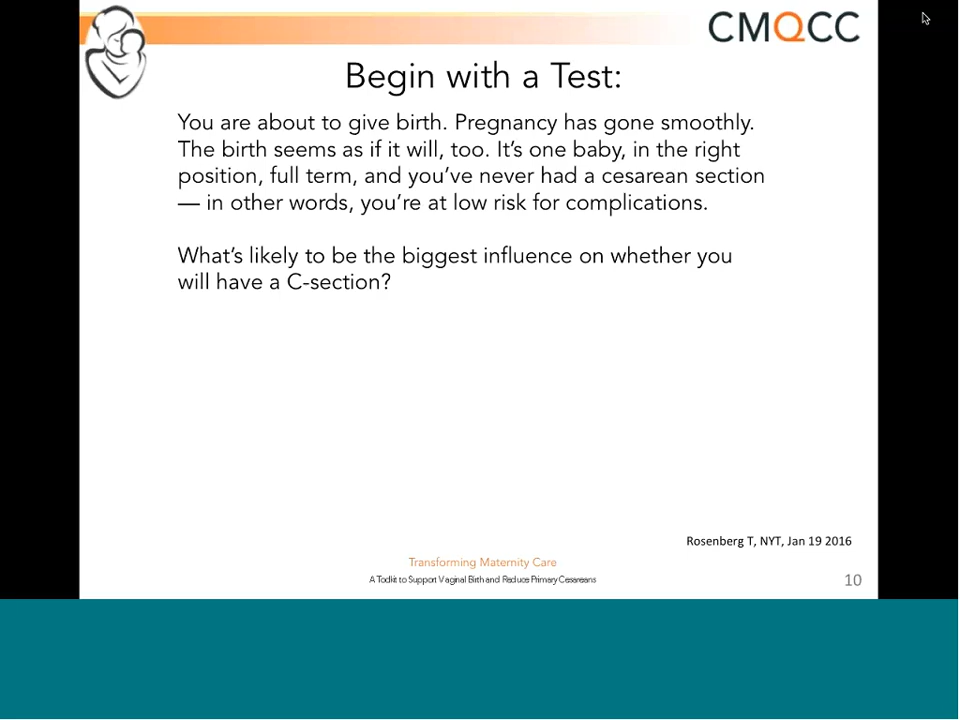 CMQCC
Begin with a Test:
You are about to give birth. Pregnancy has gone smoothly.
The birth seems as if it will, too. It's one baby, in the right
position, full term, and you've never had a cesarean section
— in other words, you're at low risk for complications.
What's likely to be the biggest influence on whether you
will have a C-section?
Rosenberg T, NYT, Jan 19 2016
Transforming Maternity Care
A Toolkit to Support Vaginal Birth and Reduce Primary Cesareans
10